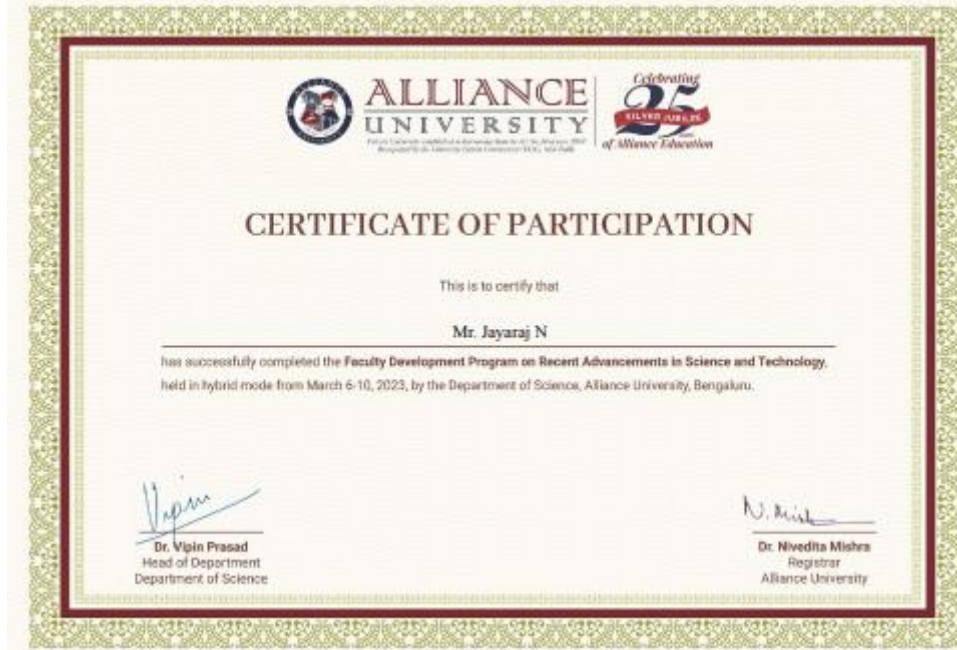 ALLIANCE
UNIVERSITY
Celebrating
25
SILVER JUBILEE
of Alliance Education
CERTIFICATE OF PARTICIPATION
This is to certify that
Mr. Jayaraj N
has successfully completed the Faculty Development Program on Recent Advancements in Science and Technology,
held in hybrid mode from March 6-10, 2023, by the Department of Science, Alliance University, Bengaluru.
Vipin
N. Mish
Dr. Vipin Prasad
Dr. Nivedita Mishra
Head of Department
Registrar
Department of Science
Alliance University